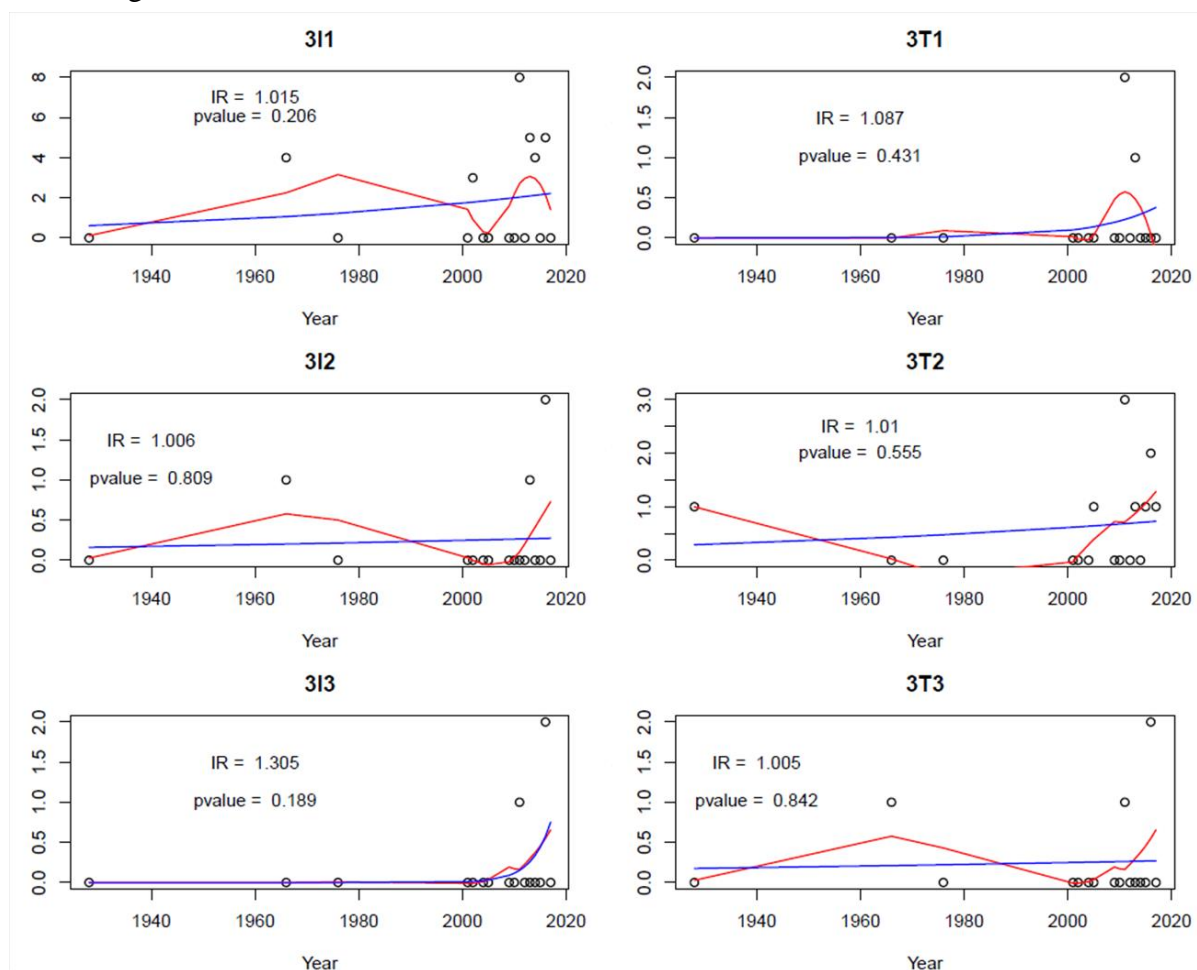 3I1
8
6
4
2
0
IR = 1.015
pvalue = 0.206
1940 1960 1980 2000 2020
Year
3T1
2.0
1.5
1.0
0.5
0.0
IR = 1.087
pvalue = 0.431
1940 1960 1980 2000 2020
Year
3I2
2.0
1.5
1.0
0.5
0.0
IR = 1.006
pvalue = 0.809
1940 1960 1980 2000 2020
Year
3T2
3.0
2.0
1.0
0.0
IR = 1.01
pvalue = 0.555
1940 1960 1980 2000 2020
Year
3I3
2.0
1.5
1.0
0.5
0.0
IR = 1.305
pvalue = 0.189
1940 1960 1980 2000 2020
Year
3T3
2.0
1.5
1.0
0.5
0.0
IR = 1.005
pvalue = 0.842
1940 1960 1980 2000 2020
Year